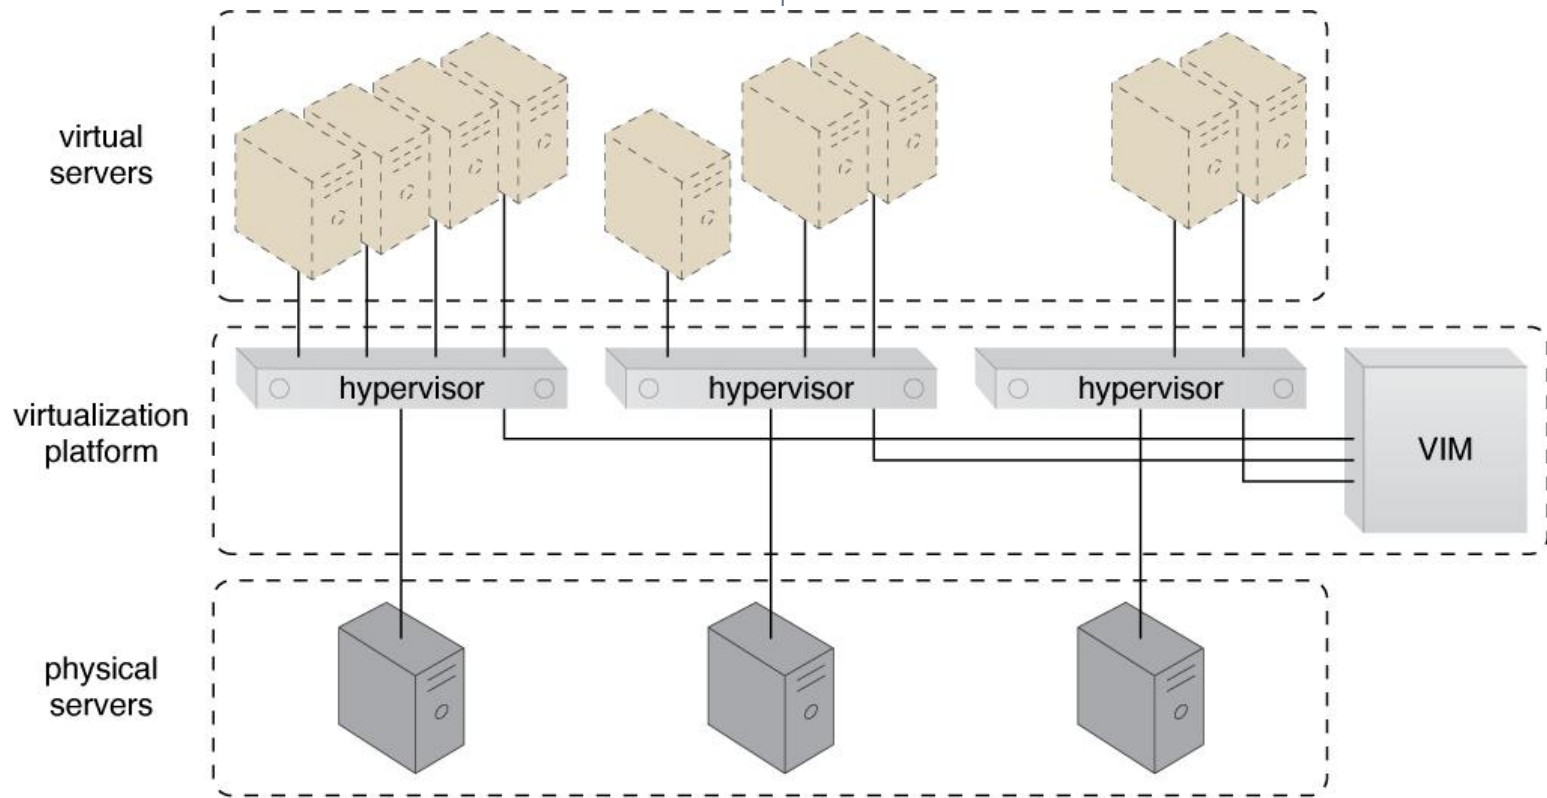 virtual
servers
hypervisor
hypervisor
hypervisor
virtualization
platform
VIM
physical
servers